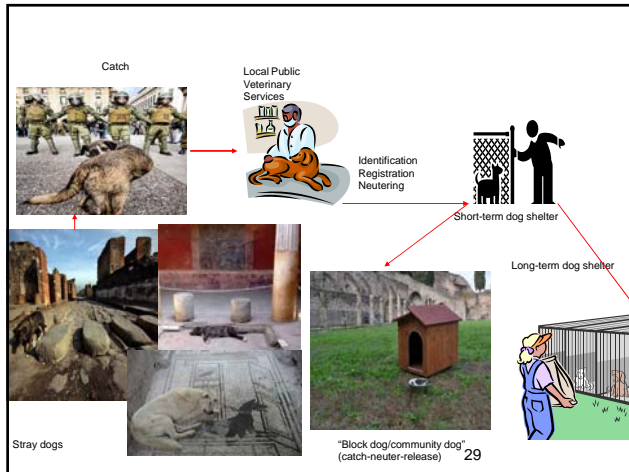 Catch
Local Public
Veterinary
Services
Identification
Registration
Neutering
Short-term dog shelter
Long-term dog shelter
Stray dogs
“Block dog/community dog”
(catch-neuter-release)
29